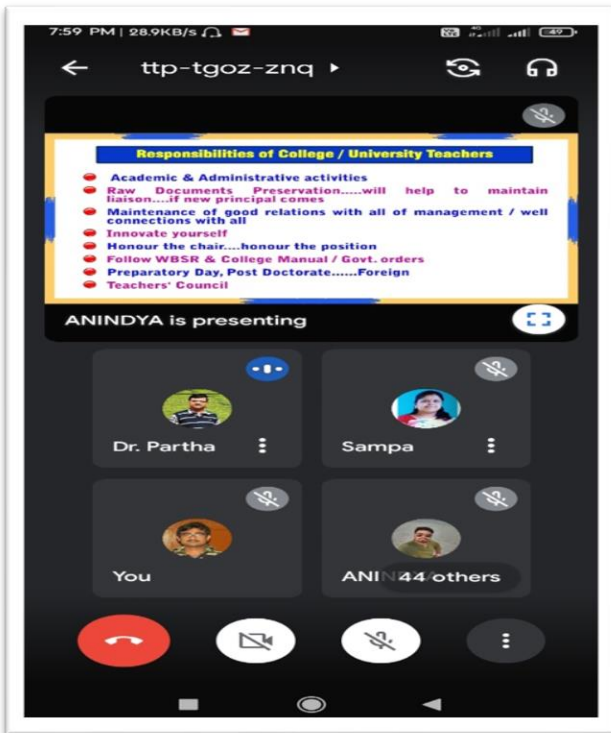 7:59 PM | 28.9KB/s
4G
49
ttp-tgoz-znq
Responsibilities of College / University Teachers
Academic & Administrative activities
Raw Documents Preservation.....will help to maintain
liaison....if new principal comes
Maintenance of good relations with all of management / well
connections with all
Innovate yourself
Honour the chair....honour the position
Follow WBSR & College Manual / Govt. orders
Preparatory Day, Post Doctorate......Foreign
Teachers' Council
ANINDYA is presenting
Dr. Partha
Sampa
You
ANINDYA
44 others